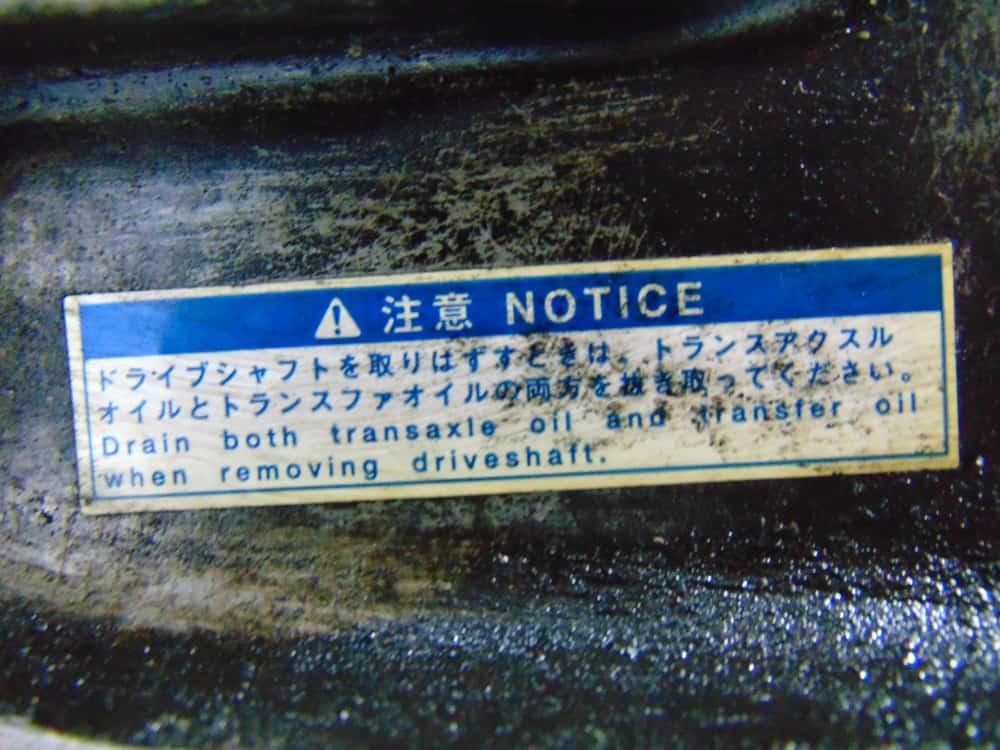 注意 NOTICE
ドライブシャフトを取りはずすときは、トランスアクスル
オイルとトランスファオイルの両方を抜き取ってください。
Drain both transaxle oil and transfer oil
when removing driveshaft.